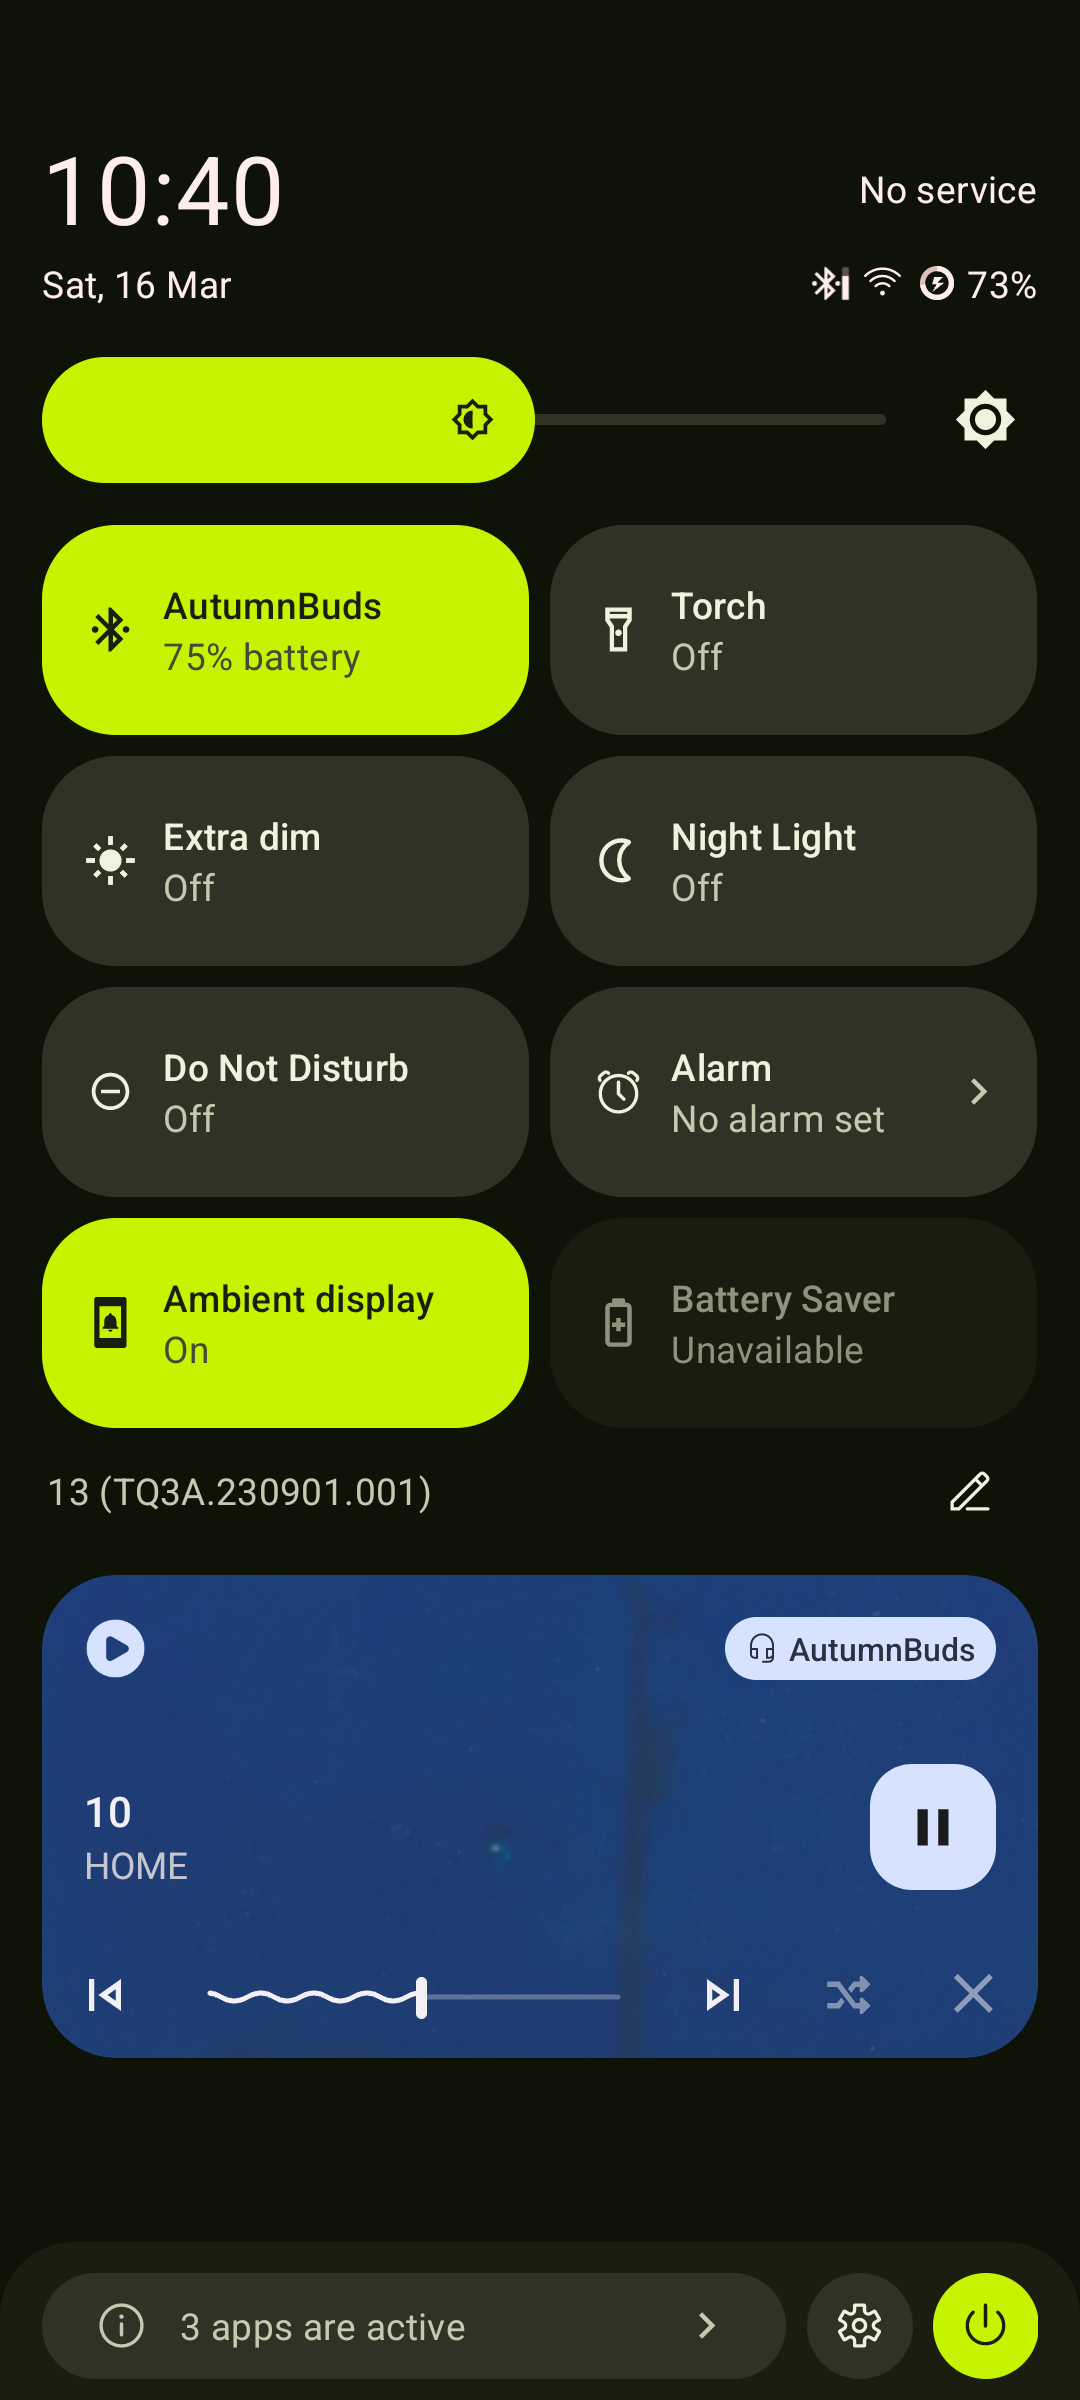 10:40
No service
Sat, 16 Mar
73%
AutumnBuds
75% battery
Torch
Off
Extra dim
Off
Night Light
Off
Do Not Disturb
Off
Alarm
No alarm set
Ambient display
On
Battery Saver
Unavailable
13 (TQ3A.230901.001)
AutumnBuds
10
HOME
3 apps are active